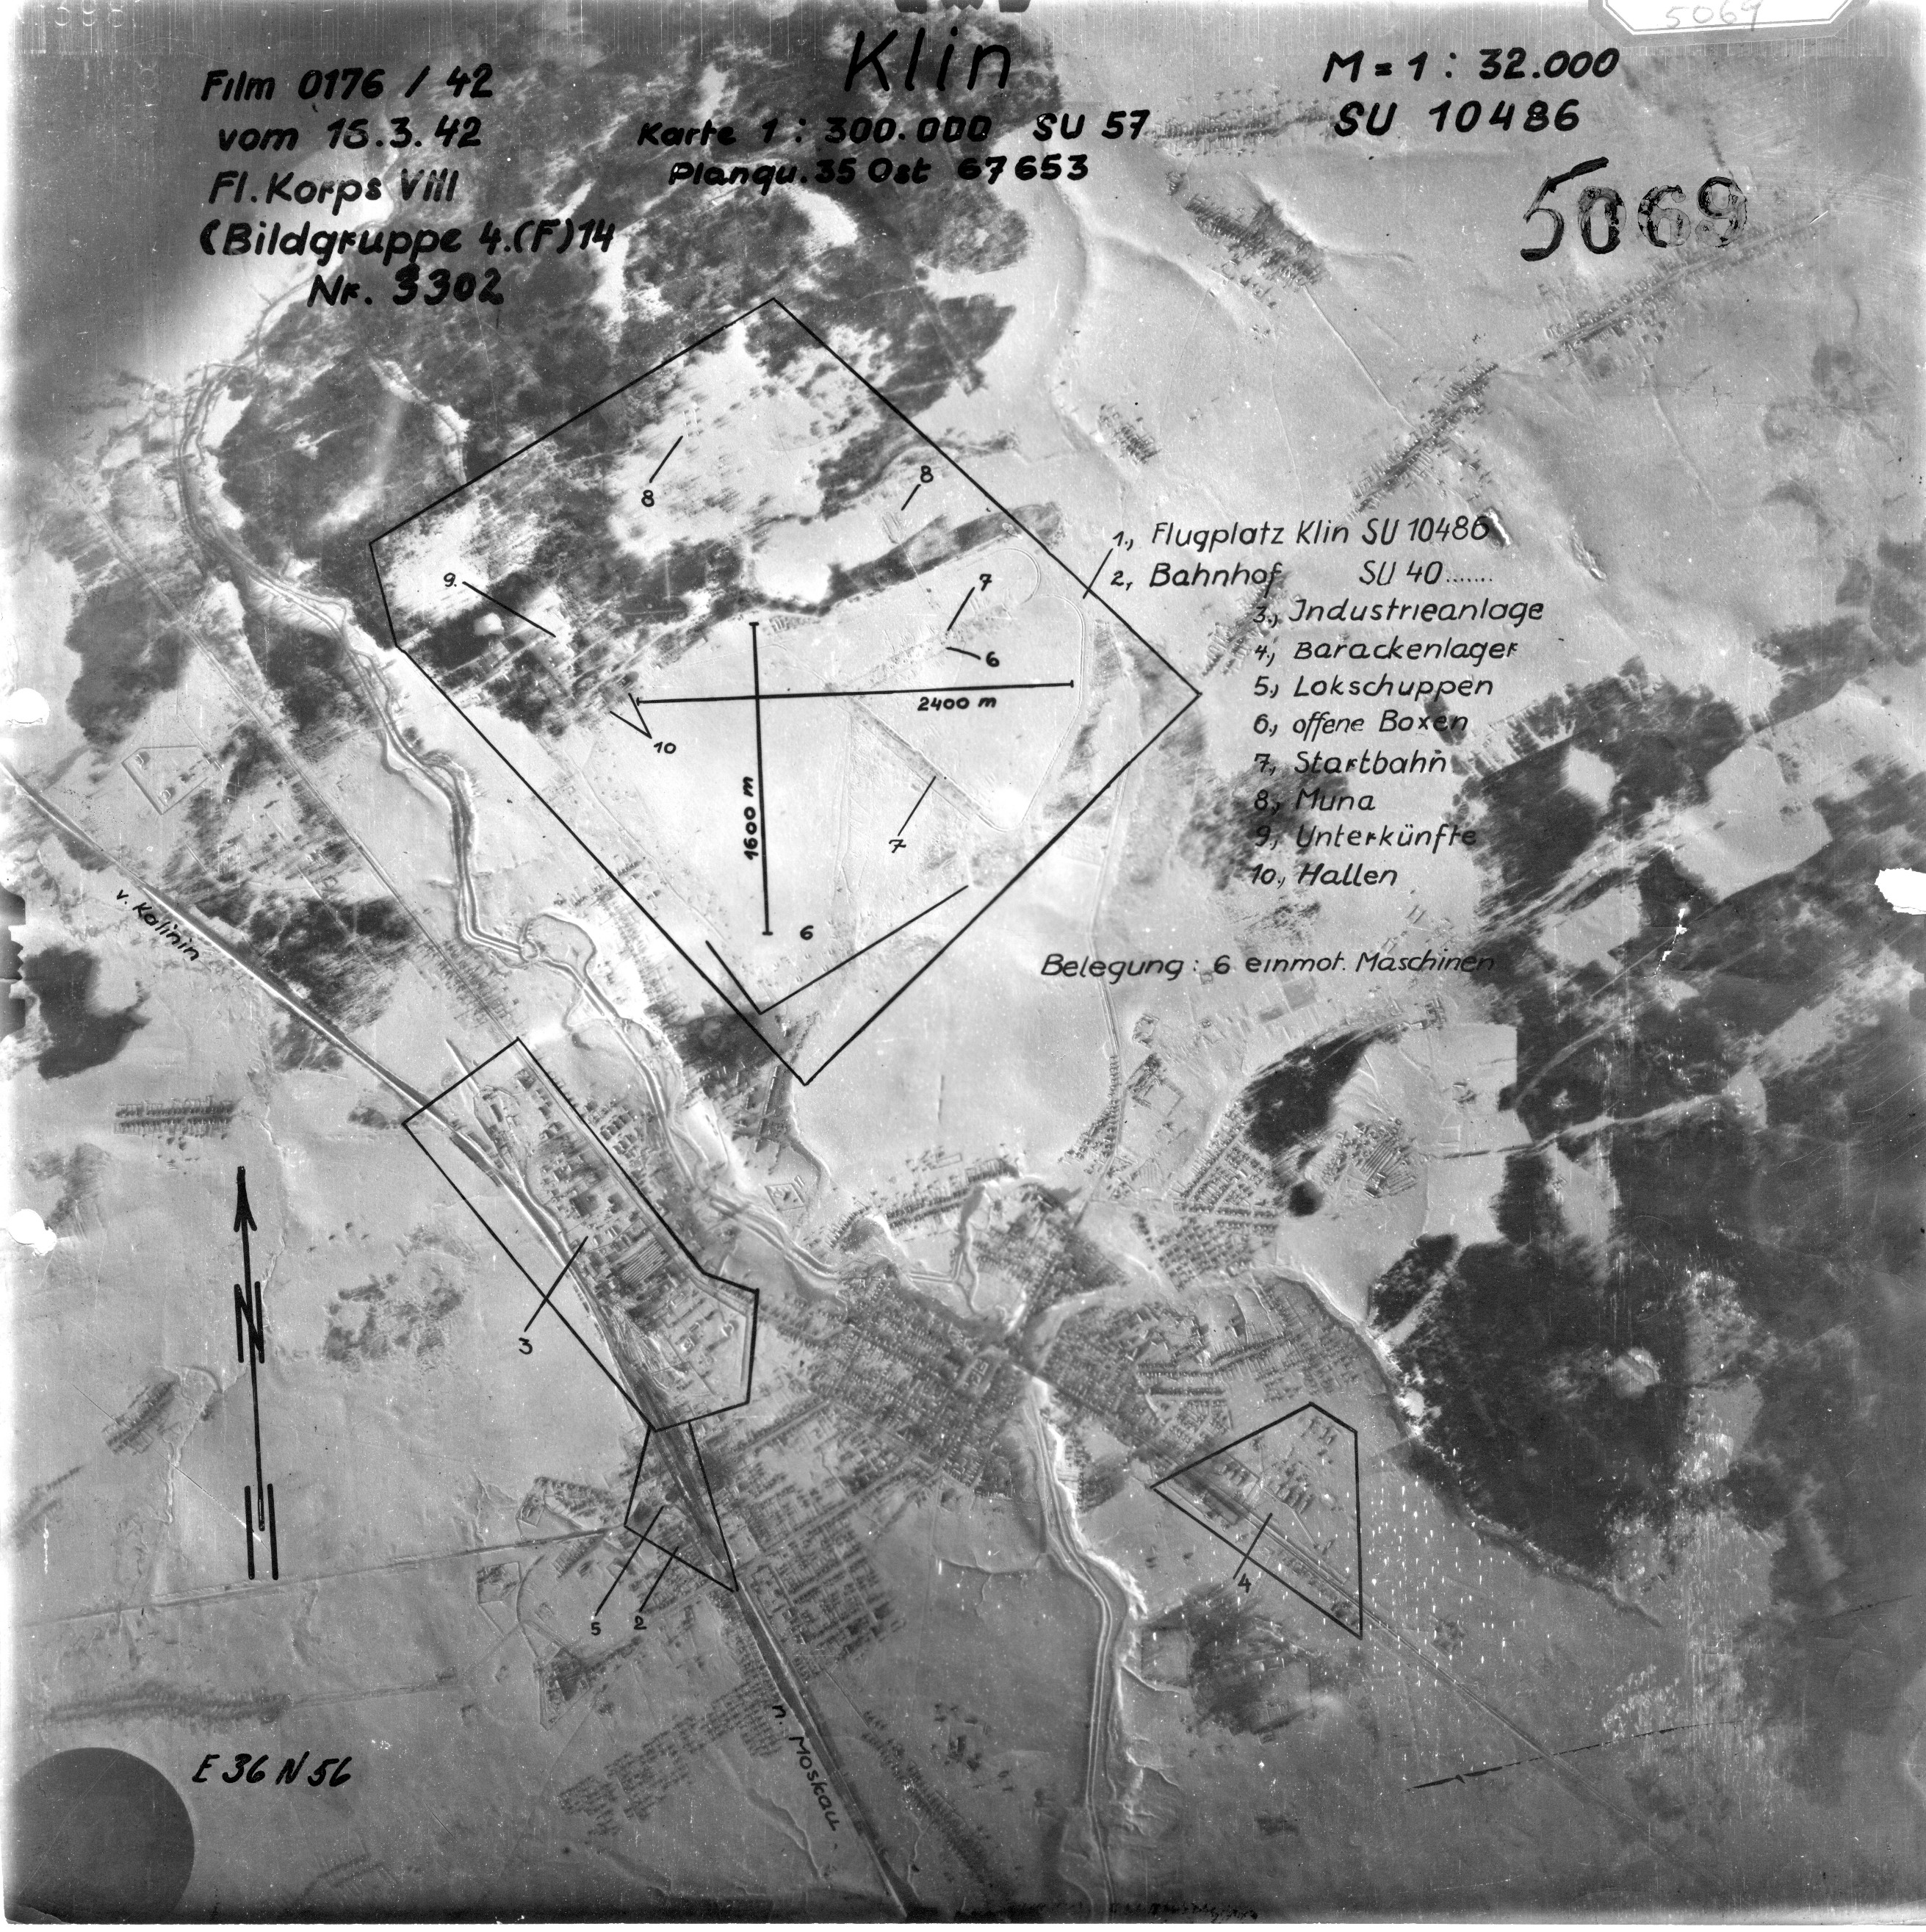 5069
Klin
Film 0176 / 42
vom 15.3.42
Fl. Korps VIII
(Bildgruppe 4.(F)14
Nr. S302
Karte 1 : 300.000 SU 57
Planqu. 35 Ost 67653
M = 1 : 32.000
SU 10486
5069
1., Flugplatz Klin SU 10486
2, Bahnhof SU 40.......
3., Industrieanlage
4., Barackenlager
5., Lokschuppen
6., offene Boxen
7, Startbahn
8., Muna
9., Unterkünfte
10., Hallen
Belegung: 6 einmot. Maschinen
8
8
9.
7
6
2400 m
10
1600 m
7
6
v. Kalinin
N
3
4
5
2
n. Moskau
E 36 N 56